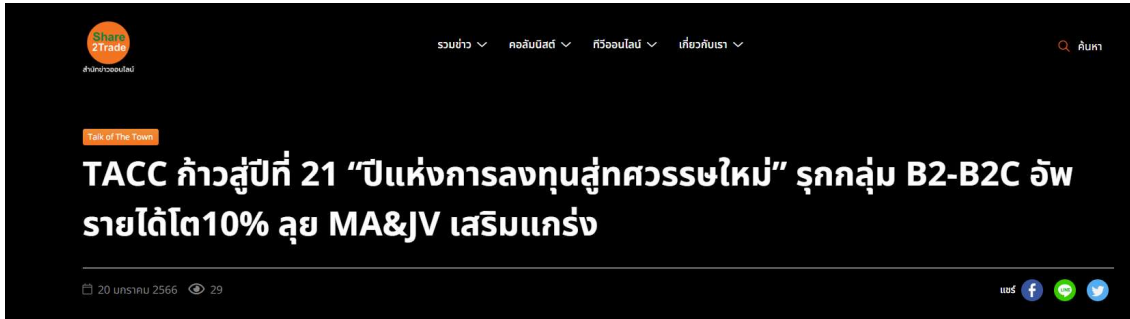 Share
2Trade
สำนักข่าวออนไลน์
รวมข่าว คอลัมนิสต์ ทีวีออนไลน์ เกี่ยวกับเรา ค้นหา
Talk of The Town
TACC ก้าวสู่ปีที่ 21 “ปีแห่งการลงทุนสู่ทศวรรษใหม่” รุกกลุ่ม B2-B2C อัพ
รายได้โต10% ลุย MA&JV เสริมแกร่ง
20 มกราคม 2566 29 แชร์ LINE